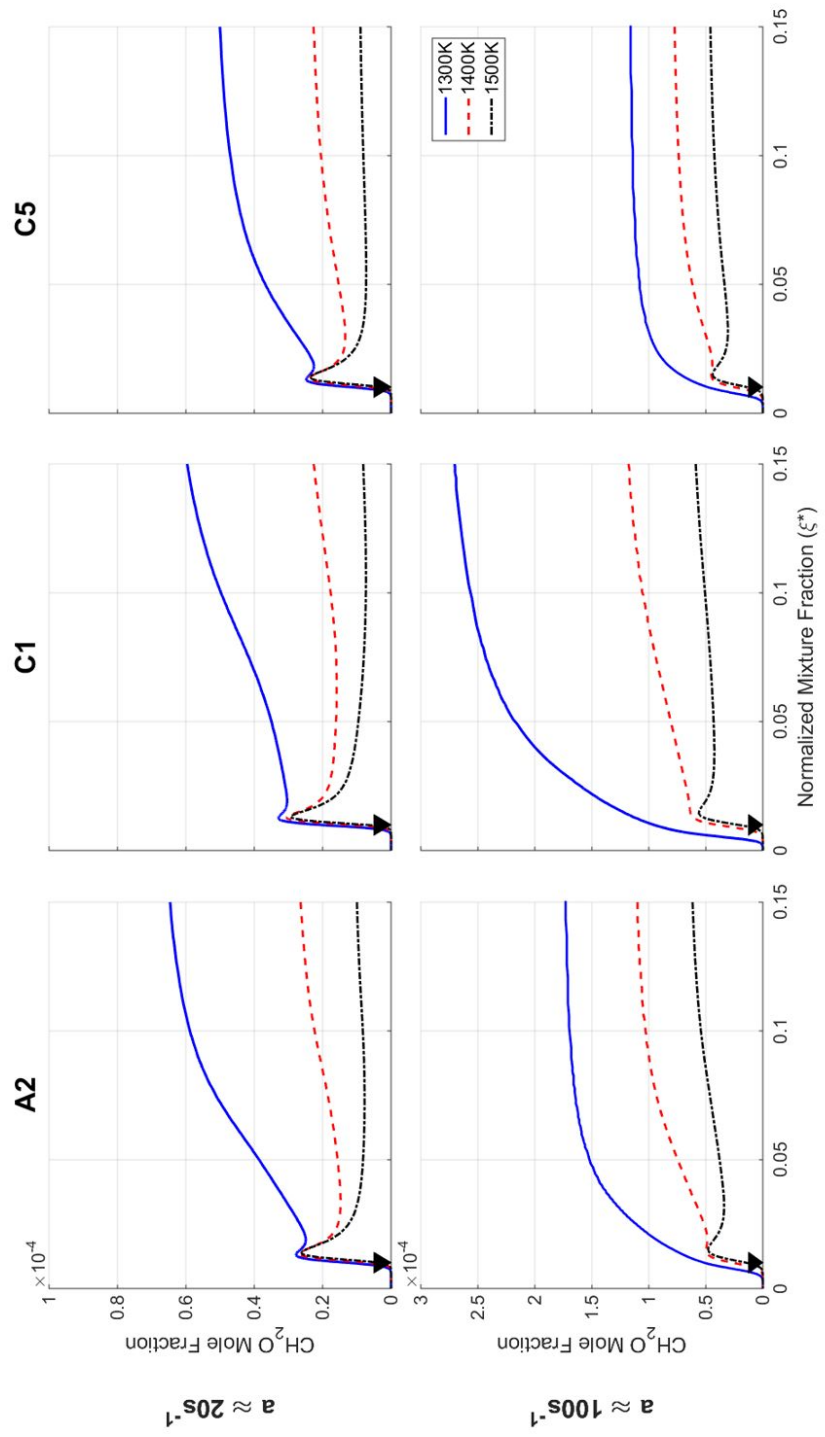 A2
C1
C5
a ≈ 20s⁻¹
CH₂O Mole Fraction
×10⁻⁴
1
0.8
0.6
0.4
0.2
0
a ≈ 100s⁻¹
CH₂O Mole Fraction
×10⁻⁴
3
2.5
2
1.5
1
0.5
0
1300K
1400K
1500K
0
0.05
0.1
0.15
0
0.05
0.1
0.15
0
0.05
0.1
0.15
Normalized Mixture Fraction (ξ*)